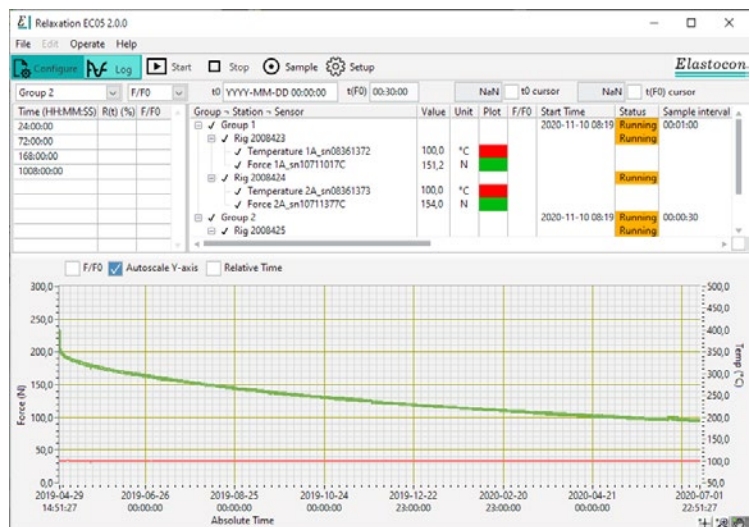 Relaxation EC05 2.0.0
File Edit Operate Help
Configure Log Start Stop Sample Setup Elastocon
Group 2 F/F0 t0 YYYY-MM-DD 00:00:00 t(F0) 00:30:00 NaN t0 cursor NaN t(F0) cursor
Time (HH:MM:SS) R(t) (%) F/F0 Group ¬ Station ¬ Sensor Value Unit Plot F/F0 Start Time Status Sample interval
24:00:00 Group 1 2020-11-10 08:19 Running 00:01:00
72:00:00 Rig 2008423 Running
168:00:00 Temperature 1A_sn08361372 100,0 °C
1008:00:00 Force 1A_sn10711017C 151,2 N
Rig 2008424 Running
Temperature 2A_sn08361373 100,0 °C
Force 2A_sn10711377C 154,0 N
Group 2 2020-11-10 08:19 Running 00:00:30
Rig 2008425 Running
F/F0 Autoscale Y-axis Relative Time
300,0 500,0
450,0
250,0
400,0
200,0 350,0
300,0
150,0
250,0
100,0 200,0
150,0
50,0
100,0
0,0 50,0
Force (N)
Temp (°C)
2019-04-29 2019-06-26 2019-08-25 2019-10-24 2019-12-22 2020-02-20 2020-04-21 2020-07-01
14:51:27 00:00:00 00:00:00 00:00:00 23:00:00 23:00:00 00:00:00 22:51:27
Absolute Time